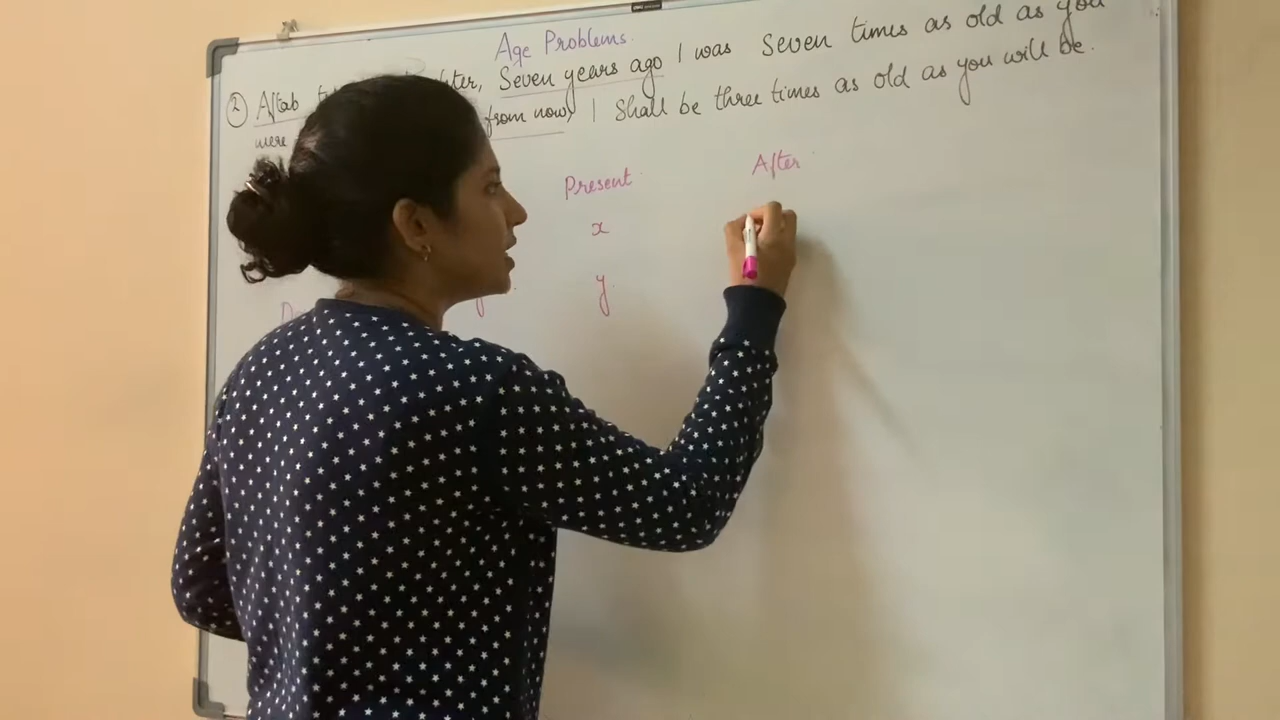 Age Problems.
② Aftab ter, Seven years ago I was Seven times as old as you
were from now, I Shall be three times as old as you will be.
Present After
x
y